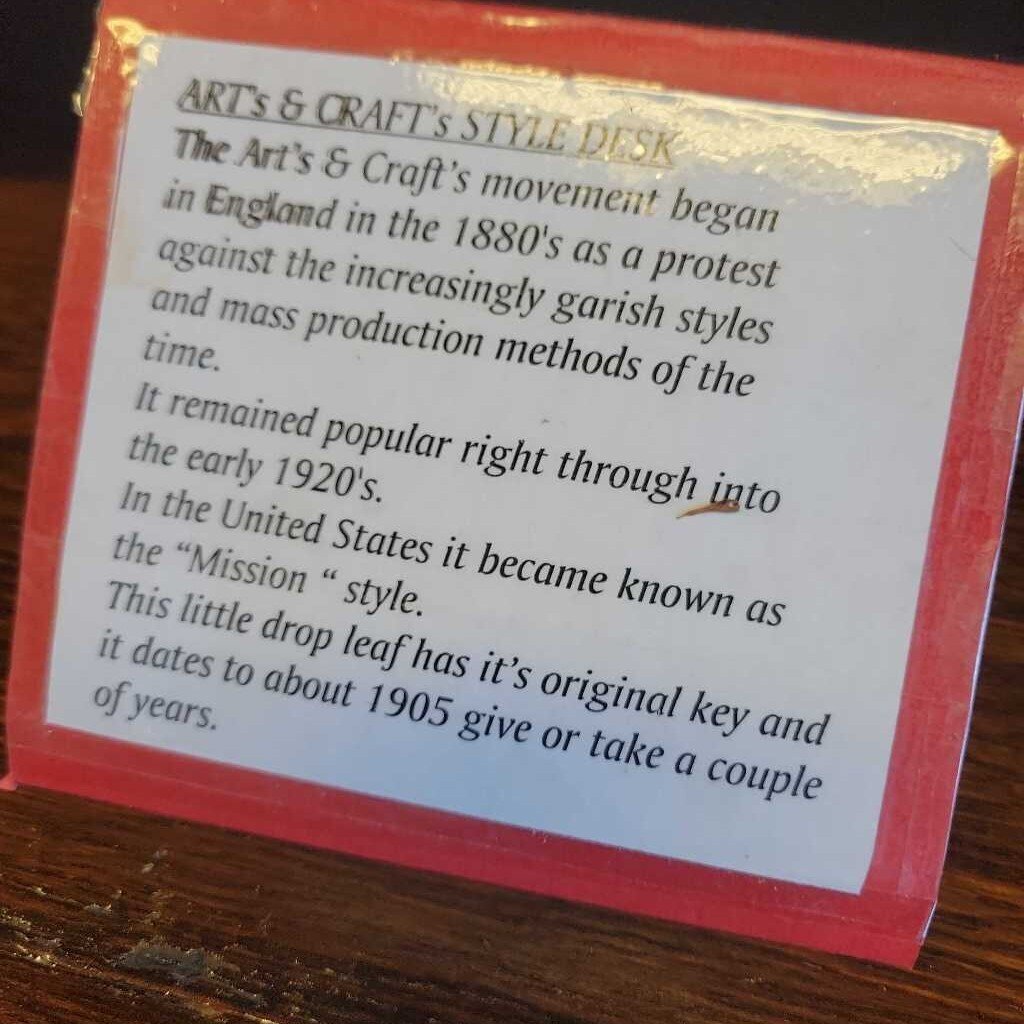 ART's & CRAFT's STYLE DESK
The Art's & Craft's movement began
in England in the 1880's as a protest
against the increasingly garish styles
and mass production methods of the
time.
It remained popular right through into
the early 1920's.
In the United States it became known as
the “Mission “ style.
This little drop leaf has it’s original key and
it dates to about 1905 give or take a couple
of years.